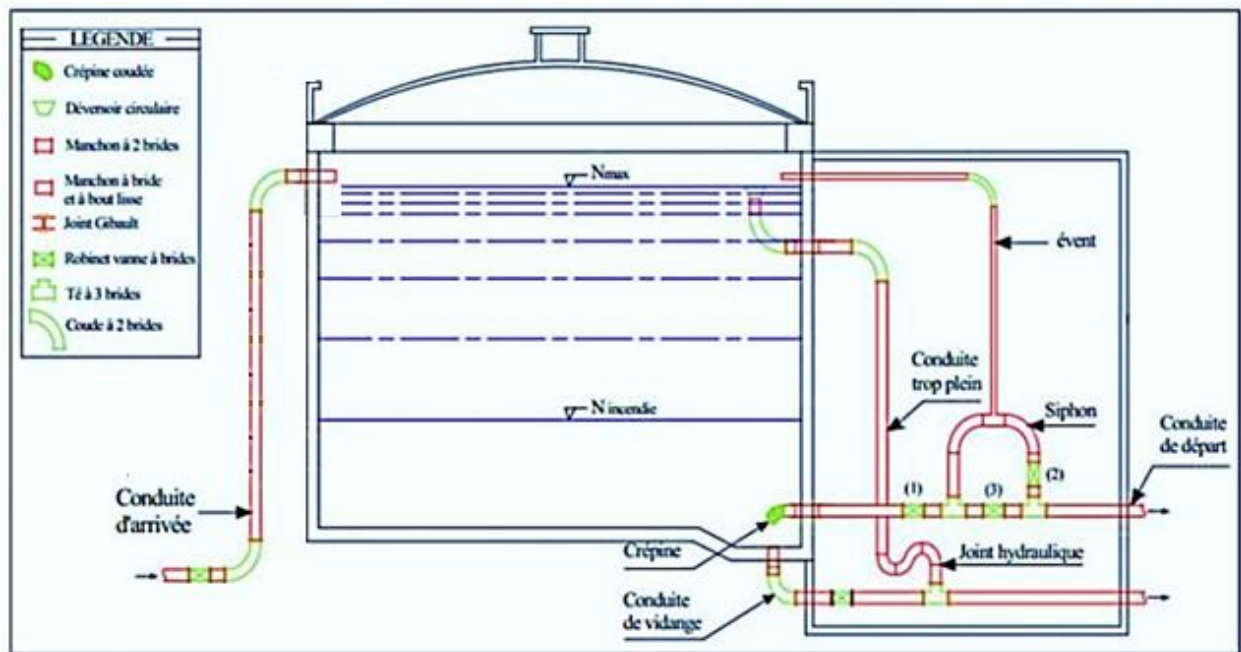 LEGENDE
Crépine coudée
Déversoir circulaire
Manchon à 2 brides
Manchon à bride
et à bout lisse
Joint Gibault
Robinet vanne à brides
Té à 3 brides
Coude à 2 brides
Nmax
évent
Conduite
trop plein
N incendie
Siphon
Conduite
de départ
(2)
(1)
(3)
Conduite
d'arrivée
Crépine
Joint hydraulique
Conduite
de vidange